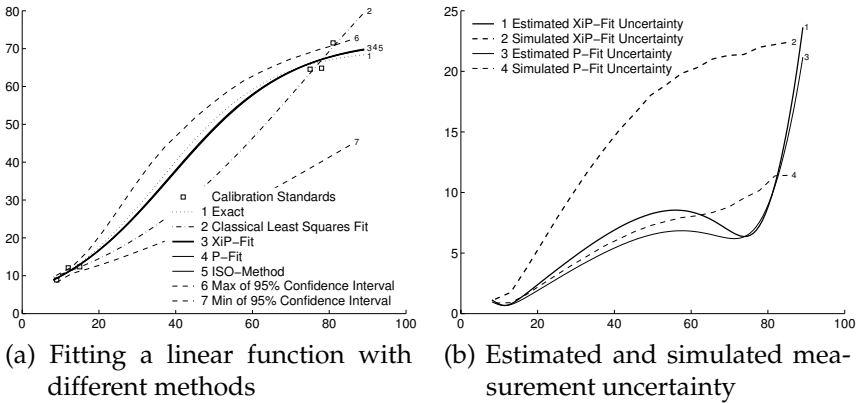 80
70
60
50
40
30
20
10
0
0
20
40
60
80
100
2
6
3 4 5
1
7
Calibration Standards
1 Exact
2 Classical Least Squares Fit
3 XiP−Fit
4 P−Fit
5 ISO−Method
6 Max of 95% Confidence Interval
7 Min of 95% Confidence Interval
(a) Fitting a linear function with
different methods
25
20
15
10
5
0
0
20
40
60
80
100
1 Estimated XiP−Fit Uncertainty
2 Simulated XiP−Fit Uncertainty
3 Estimated P−Fit Uncertainty
4 Simulated P−Fit Uncertainty
1
2
3
4
(b) Estimated and simulated mea-
surement uncertainty